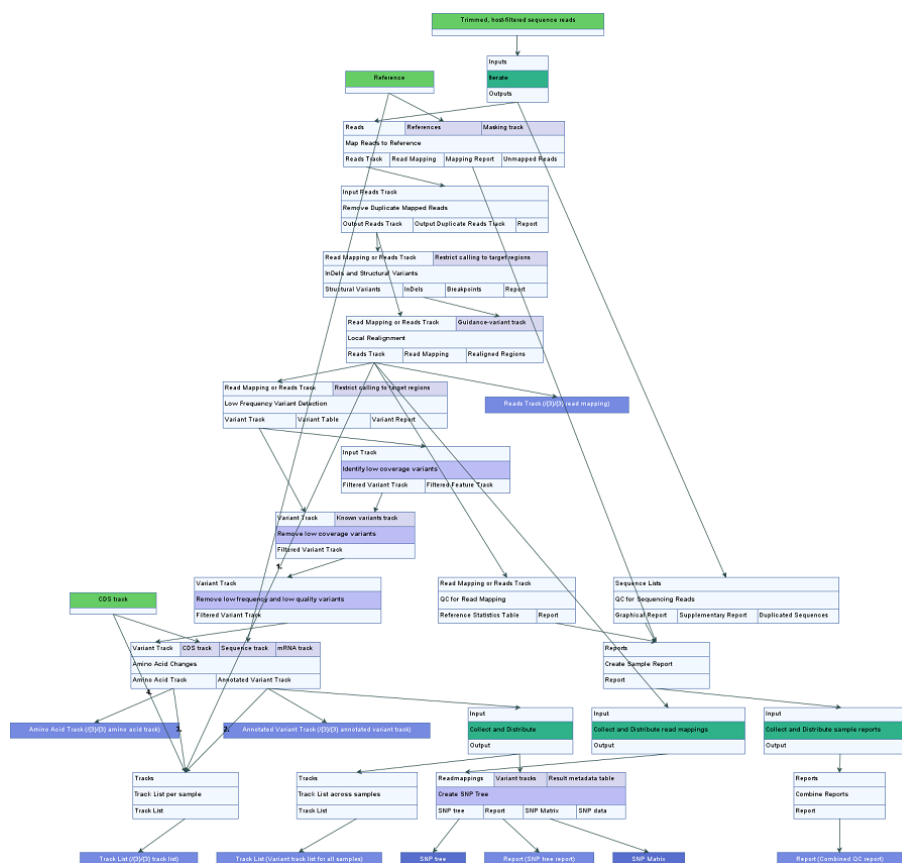 Trimmed, host-filtered sequence reads
Inputs
Iterate
Outputs
Reference
Reads References Masking track
Map Reads to Reference
Reads Track Read Mapping Mapping Report Unmapped Reads
Input Reads Track
Remove Duplicate Mapped Reads
Output Reads Track Output Duplicate Reads Track Report
Read Mapping or Reads Track Restrict calling to target regions
InDels and Structural Variants
Structural Variants InDels Breakpoints Report
Read Mapping or Reads Track Guidance-variant track
Local Realignment
Reads Track Read Mapping Realigned Regions
Read Mapping or Reads Track Restrict calling to target regions
Low Frequency Variant Detection
Variant Track Variant Table Variant Report
Reads Track (/{3}/{3} read mapping)
Input Track
Identify low coverage variants
Filtered Variant Track Filtered Feature Track
Variant Track Known variants track
Remove low coverage variants
Filtered Variant Track
1.
Variant Track
Remove low frequency and low quality variants
Filtered Variant Track
Read Mapping or Reads Track
QC for Read Mapping
Reference Statistics Table Report
Sequence Lists
QC for Sequencing Reads
Graphical Report Supplementary Report Duplicated Sequences
CDS track
Variant Track CDS track Sequence track mRNA track
Amino Acid Changes
Amino Acid Track Annotated Variant Track
Reports
Create Sample Report
Report
4.
Amino Acid Track (/{3}/{3} amino acid track)
3.
2.
Annotated Variant Track (/{3}/{3} annotated variant track)
Input
Collect and Distribute
Output
Input
Collect and Distribute read mappings
Output
Input
Collect and Distribute sample reports
Output
Tracks
Track List per sample
Track List
Tracks
Track List across samples
Track List
Readmappings Variant tracks Result metadata table
Create SNP Tree
SNP tree Report SNP Matrix SNP data
Reports
Combine Reports
Report
Track List (/{3}/{3} track list)
Track List (Variant track list for all samples)
SNP tree
Report (SNP tree report)
SNP Matrix
Report (Combined QC report)